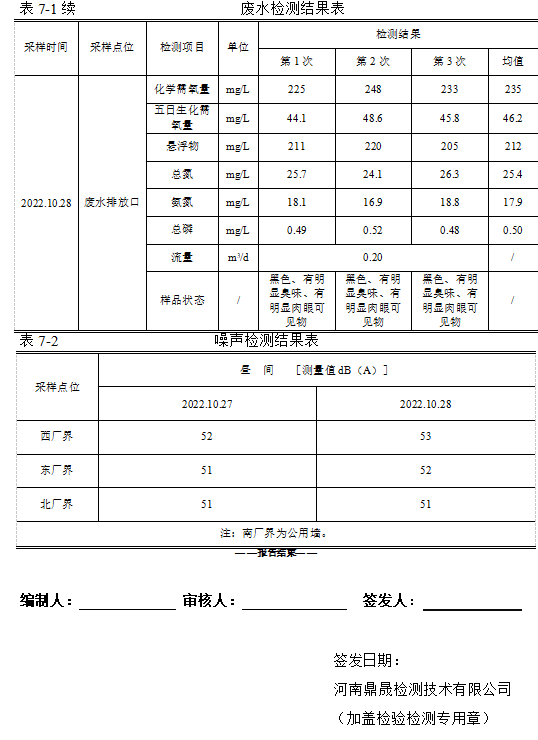 表 7-1 续 废水检测结果表
采样时间 采样点位 检测项目 单位 检测结果
第 1 次 第 2 次 第 3 次 均值
2022.10.28 废水排放口
化学需氧量 mg/L 225 248 233 235
五日生化需
氧量 mg/L 44.1 48.6 45.8 46.2
悬浮物 mg/L 211 220 205 212
总氮 mg/L 25.7 24.1 26.3 25.4
氨氮 mg/L 18.1 16.9 18.8 17.9
总磷 mg/L 0.49 0.52 0.48 0.50
流量 m³/d 0.20 /
样品状态 / 黑色、有明显臭味、有明显肉眼可见物 黑色、有明显臭味、有明显肉眼可见物 黑色、有明显臭味、有明显肉眼可见物 /
表 7-2 噪声检测结果表
采样点位 昼 间 [测量值 dB（A）]
2022.10.27 2022.10.28
西厂界 52 53
东厂界 51 52
北厂界 51 51
注：南厂界为公用墙。
——报告结束——
编制人： 审核人： 签发人：
签发日期：
河南鼎晟检测技术有限公司
（加盖检验检测专用章）